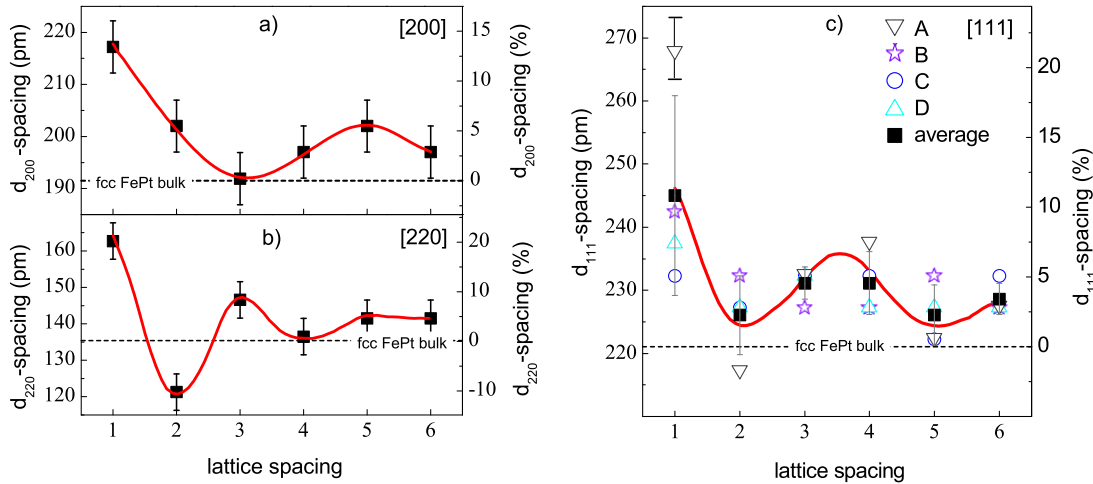 a) [200]
d200-spacing (pm)
220
210
200
190
fcc FePt bulk
15
10
5
0
d200-spacing (%)
b) [220]
d220-spacing (pm)
160
150
140
130
120
fcc FePt bulk
20
10
0
-10
d220-spacing (%)
1 2 3 4 5 6
lattice spacing
c) [111]
A
B
C
D
average
d111-spacing (pm)
270
260
250
240
230
220
fcc FePt bulk
20
15
10
5
0
d111-spacing (%)
1 2 3 4 5 6
lattice spacing